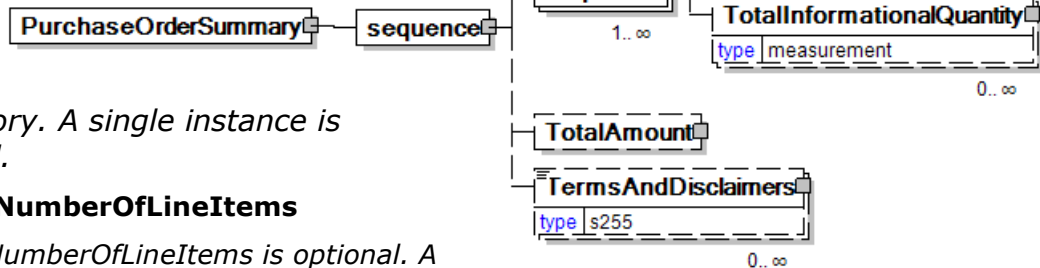 PurchaseOrderSummary
sequence
1.. ∞
TotalInformationalQuantity
type measurement
0.. ∞
ory. A single instance is
TotalAmount
NumberOfLineItems
TermsAndDisclaimers
type s255
NumberOfLineItems is optional. A
0.. ∞